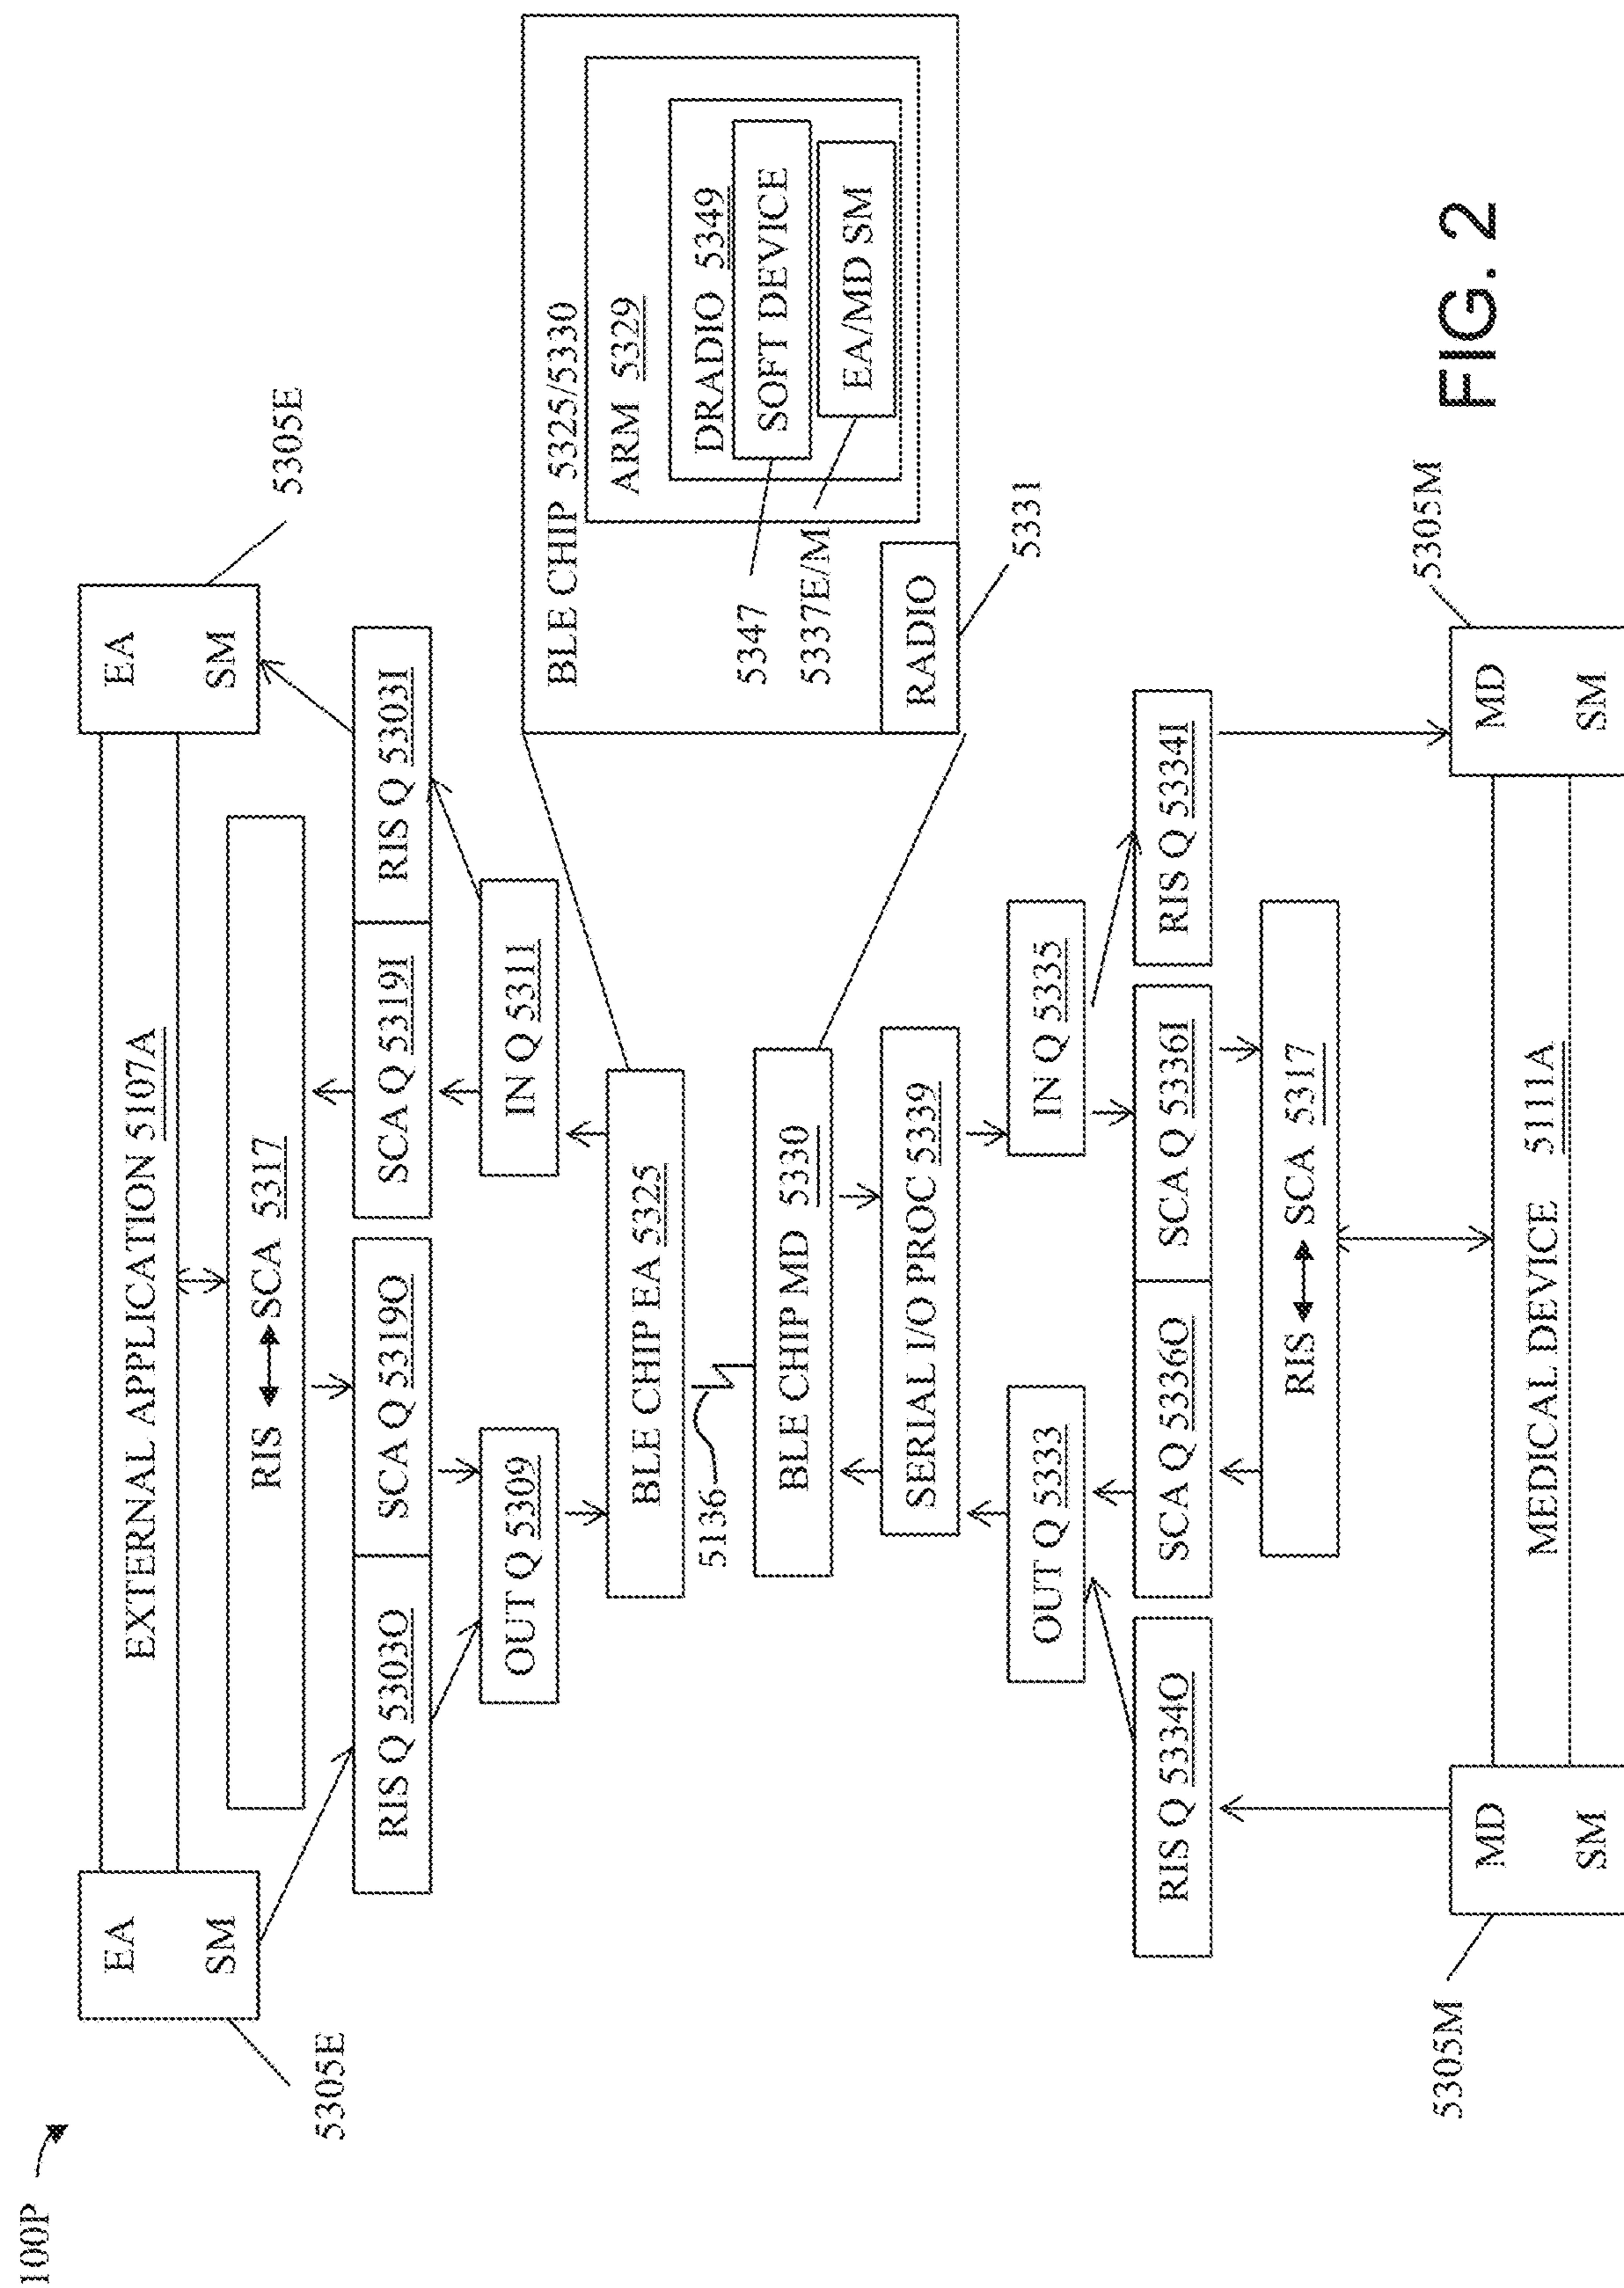 100P
5305E
EA
SM
EXTERNAL APPLICATION 5107A
EA
SM
5305E
RIS SCA 5317
RIS Q 5303O
SCA Q 5319O
SCA Q 5319I
RIS Q 5303I
OUT Q 5309
IN Q 5311
BLE CHIP EA 5325
5136
BLE CHIP MD 5330
SERIAL I/O PROC 5339
OUT Q 5333
IN Q 5335
RIS Q 5334O
SCA Q 5336O
SCA Q 5336I
RIS Q 5334I
RIS SCA 5317
5305M
MD
SM
MEDICAL DEVICE 5111A
MD
SM
5305M
BLE CHIP 5325/5330
ARM 5329
DRADIO 5349
SOFT DEVICE
EA/MD SM
5347
5337E/M
RADIO
5331
FIG. 2